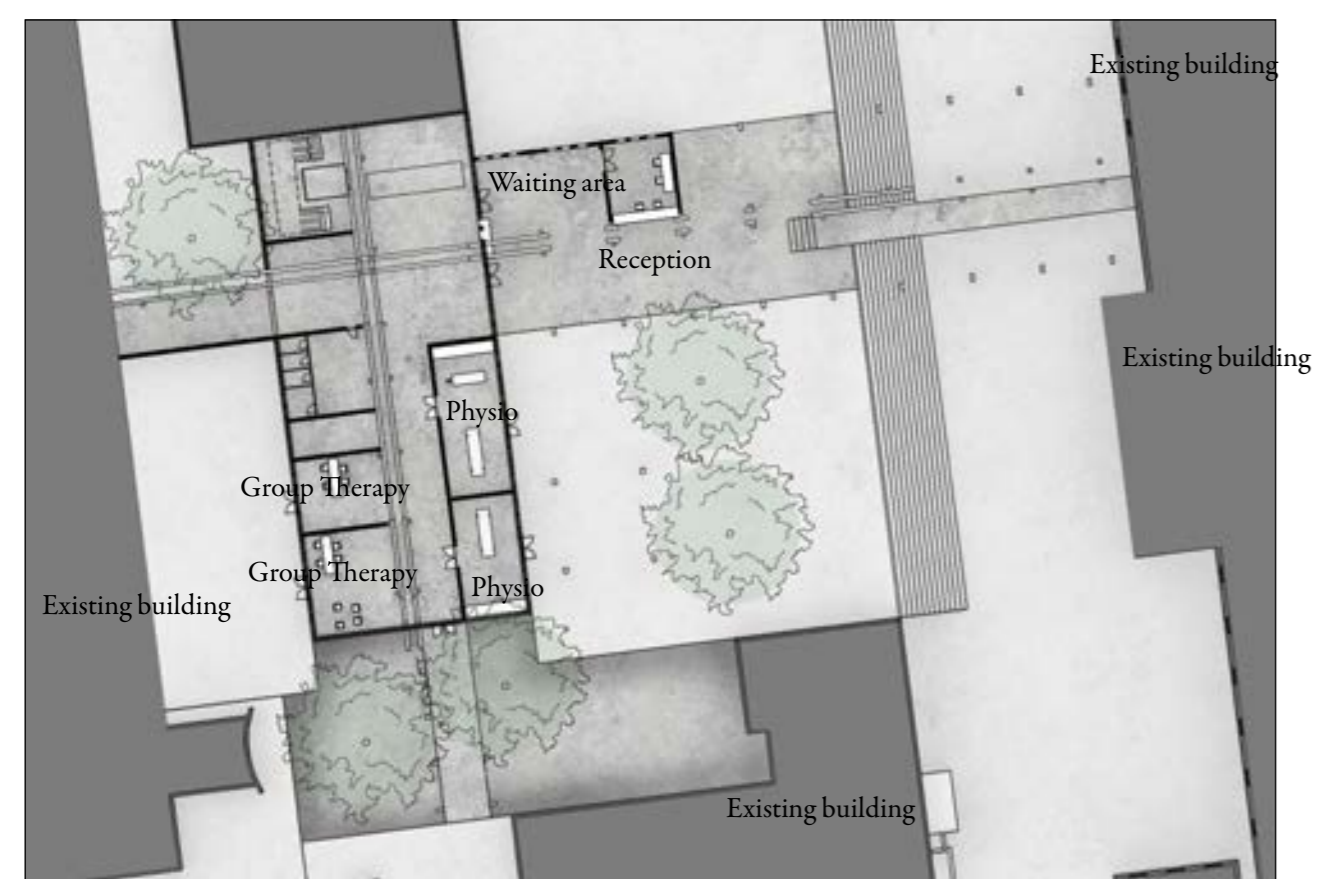 Existing building
Waiting area
Reception
Existing building
Physio
Group Therapy
Group Therapy
Physio
Existing building
Existing building